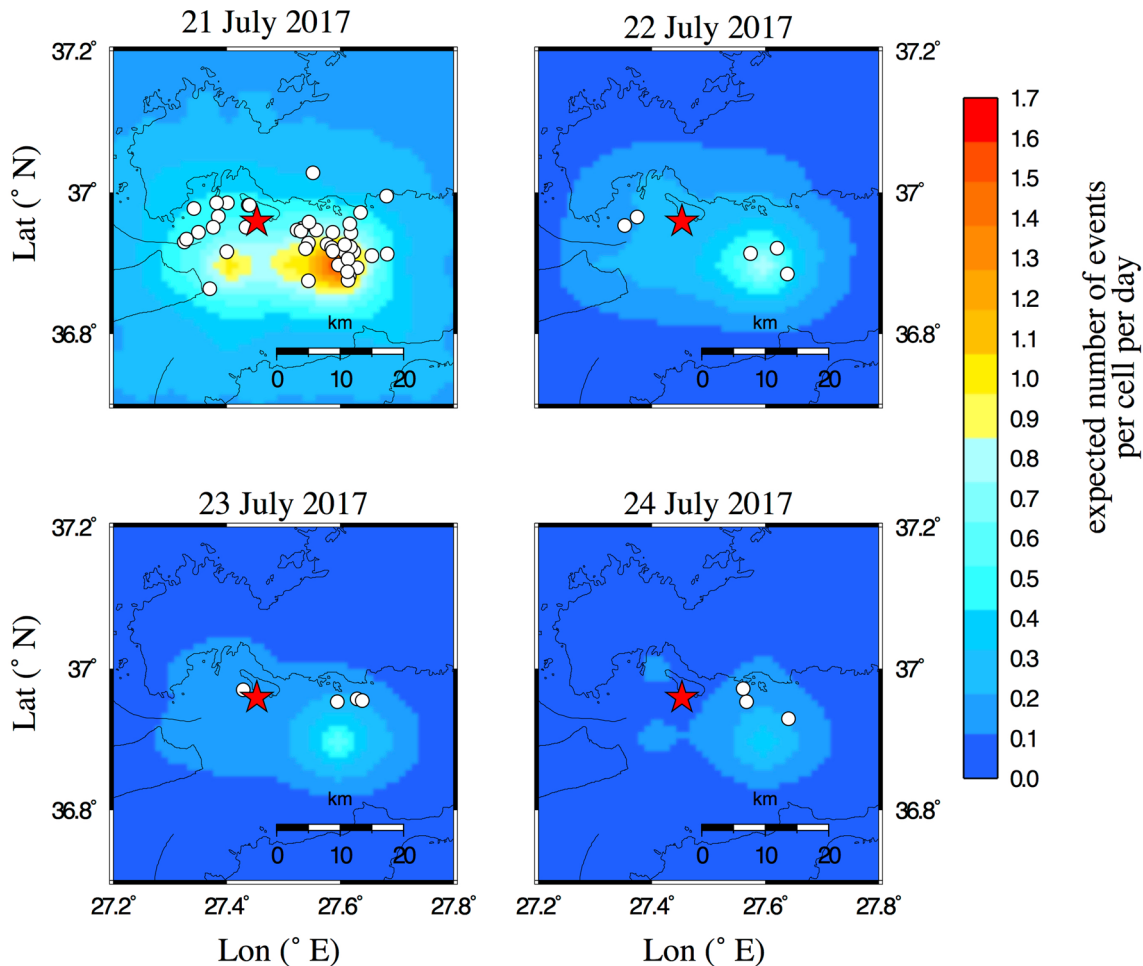 21 July 2017
22 July 2017
37.2˚
37˚
36.8˚
Lat (˚ N)
km
0 10 20
km
0 10 20
37.2˚
37˚
36.8˚
23 July 2017
24 July 2017
37.2˚
37˚
36.8˚
Lat (˚ N)
km
0 10 20
km
0 10 20
37.2˚
37˚
36.8˚
27.2˚ 27.4˚ 27.6˚ 27.8˚
27.2˚ 27.4˚ 27.6˚ 27.8˚
Lon (˚ E)
Lon (˚ E)
1.7
1.6
1.5
1.4
1.3
1.2
1.1
1.0
0.9
0.8
0.7
0.6
0.5
0.4
0.3
0.2
0.1
0.0
expected number of events
per cell per day